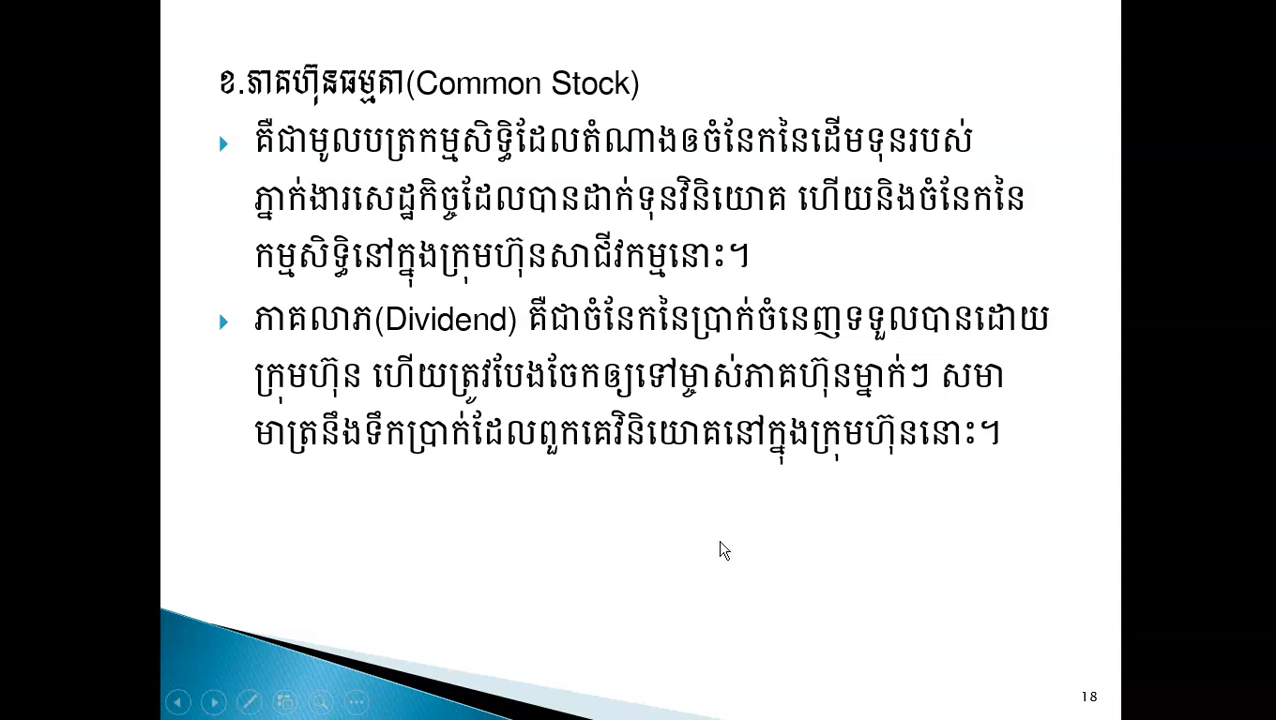 ខ.ភាគហ៊ុនធម្មតា(Common Stock)
គឺជាមូលបត្រកម្មសិទ្ធិដែលតំណាងឲចំនែកនៃដើមទុនរបស់
ភ្នាក់ងារសេដ្ឋកិច្ចដែលបានដាក់ទុនវិនិយោគ ហើយនិងចំនែកនៃ
កម្មសិទ្ធិនៅក្នុងក្រុមហ៊ុនសាជីវកម្មនោះ។
ភាគលាភ(Dividend) គឺជាចំនែកនៃប្រាក់ចំនេញទទួលបានដោយ
ក្រុមហ៊ុន ហើយត្រូវបែងចែកឲ្យទៅម្ចាស់ភាគហ៊ុនម្នាក់ៗ សមា
មាត្រនឹងទឹកប្រាក់ដែលពួកគេវិនិយោគនៅក្នុងក្រុមហ៊ុននោះ។
18